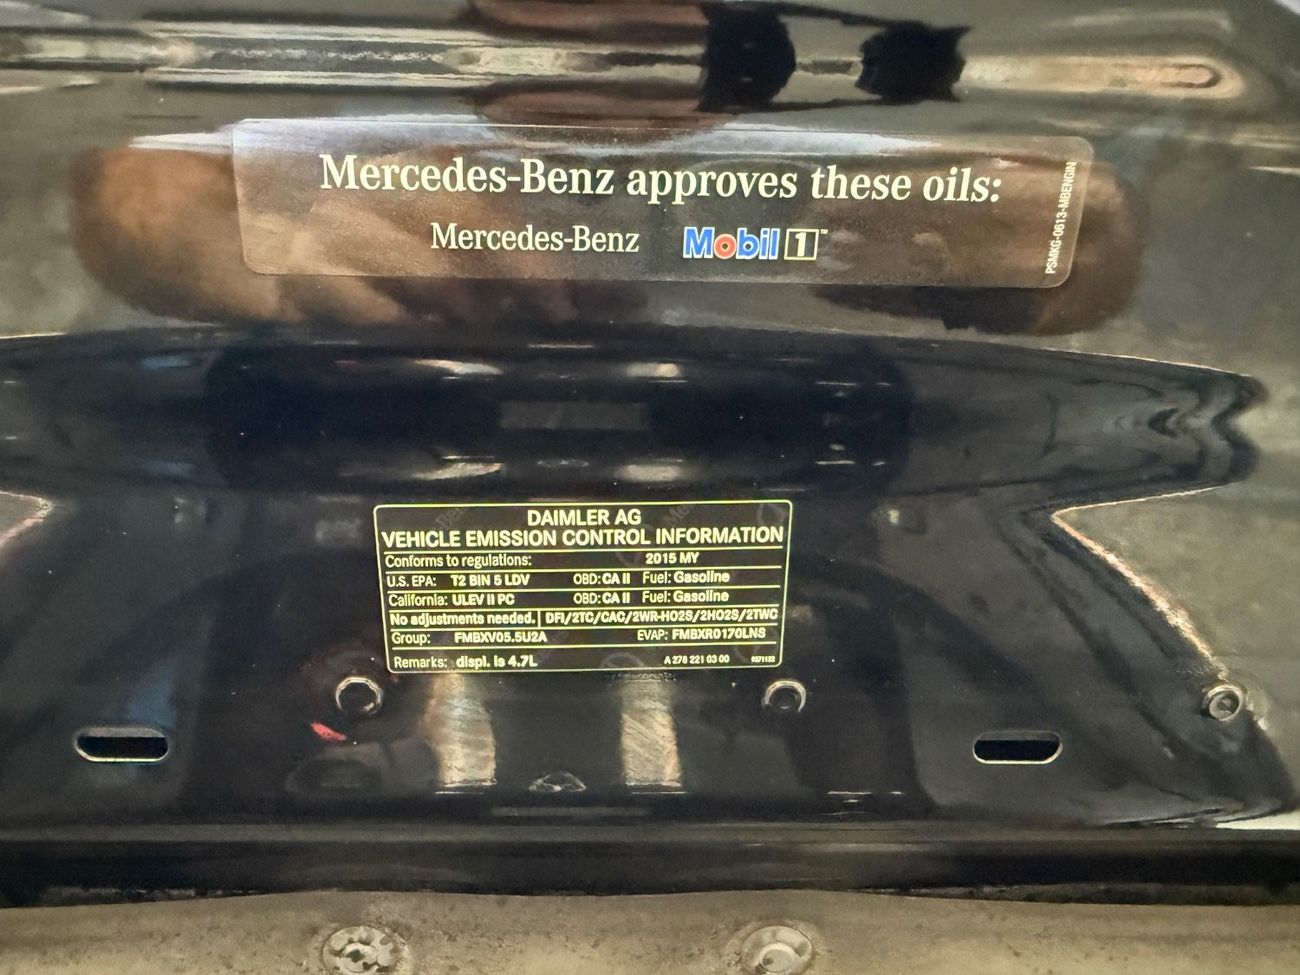 Mercedes-Benz approves these oils:
Mercedes-Benz Mobil 1™
PSMKG-0613-MBENGIN
DAIMLER AG
VEHICLE EMISSION CONTROL INFORMATION
Conforms to regulations: 2015 MY
U.S. EPA: T2 BIN 5 LDV OBD: CA II Fuel: Gasoline
California: ULEV II PC OBD: CA II Fuel: Gasoline
No adjustments needed. DFI/2TC/CAC/2WR-HO2S/2HO2S/2TWC
Group: FMBXV05.5U2A EVAP: FMBXR0170LNS
Remarks: displ. is 4.7L A 278 221 03 00